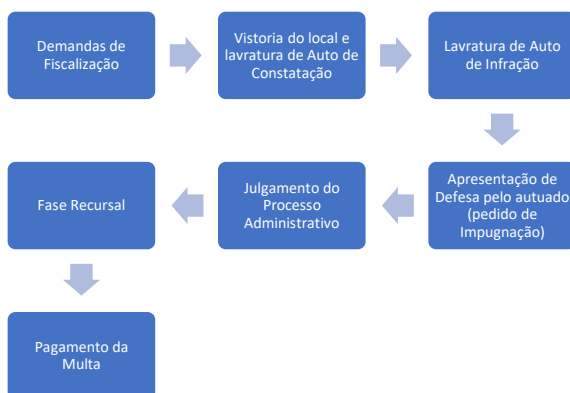 Demandas de
Fiscalização
Vistoria do local e
lavratura de Auto de
Constatação
Lavratura de Auto
de Infração
Apresentação de
Defesa pelo autuado
(pedido de
Impugnação)
Julgamento do
Processo
Administrativo
Fase Recursal
Pagamento da
Multa